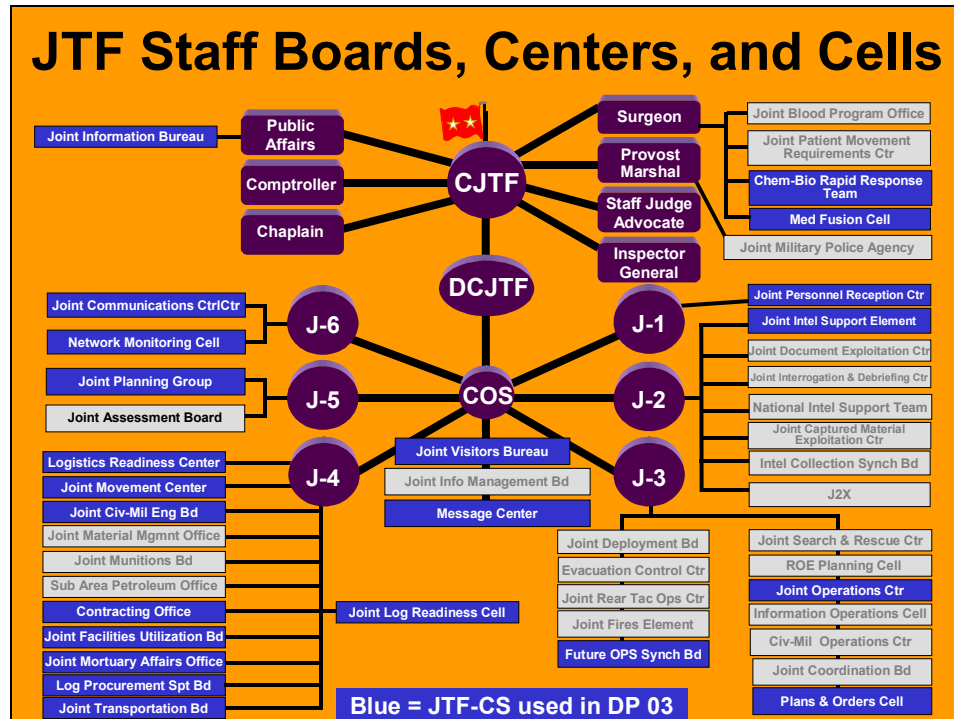 JTF Staff Boards, Centers, and Cells
Joint Information Bureau
Public
Affairs
Comptroller
Chaplain
CJTF
Surgeon
Provost
Marshal
Staff Judge
Advocate
Inspector
General
Joint Blood Program Office
Joint Patient Movement
Requirements Ctr
Chem-Bio Rapid Response
Team
Med Fusion Cell
Joint Military Police Agency
DCJTF
COS
Joint Communications CtrlCtr
Network Monitoring Cell
J-6
Joint Planning Group
Joint Assessment Board
J-5
J-1
Joint Personnel Reception Ctr
J-2
Joint Intel Support Element
Joint Document Exploitation Ctr
Joint Interrogation & Debriefing Ctr
National Intel Support Team
Joint Captured Material
Exploitation Ctr
Intel Collection Synch Bd
J2X
Joint Visitors Bureau
Joint Info Management Bd
Message Center
J-4
Logistics Readiness Center
Joint Movement Center
Joint Civ-Mil Eng Bd
Joint Material Mgmnt Office
Joint Munitions Bd
Sub Area Petroleum Office
Contracting Office
Joint Facilities Utilization Bd
Joint Mortuary Affairs Office
Log Procurement Spt Bd
Joint Transportation Bd
Joint Log Readiness Cell
J-3
Joint Deployment Bd
Evacuation Control Ctr
Joint Rear Tac Ops Ctr
Joint Fires Element
Future OPS Synch Bd
Joint Search & Rescue Ctr
ROE Planning Cell
Joint Operations Ctr
Information Operations Cell
Civ-Mil Operations Ctr
Joint Coordination Bd
Plans & Orders Cell
Blue = JTF-CS used in DP 03